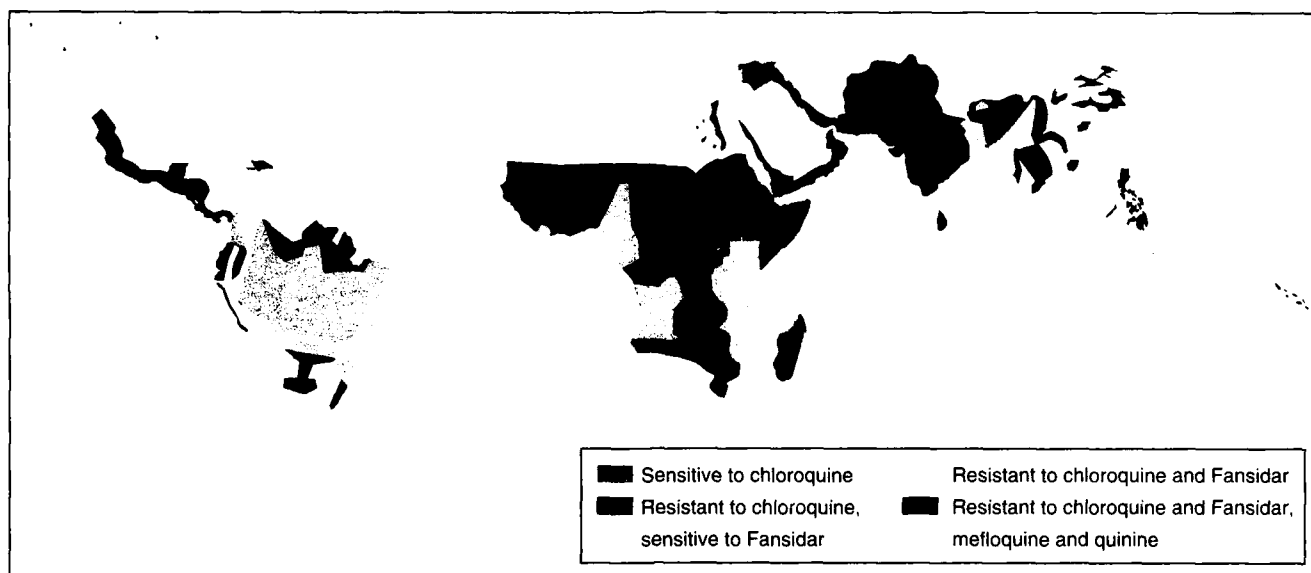 Sensitive to chloroquine
Resistant to chloroquine,
sensitive to Fansidar
Resistant to chloroquine and Fansidar
Resistant to chloroquine and Fansidar,
mefloquine and quinine